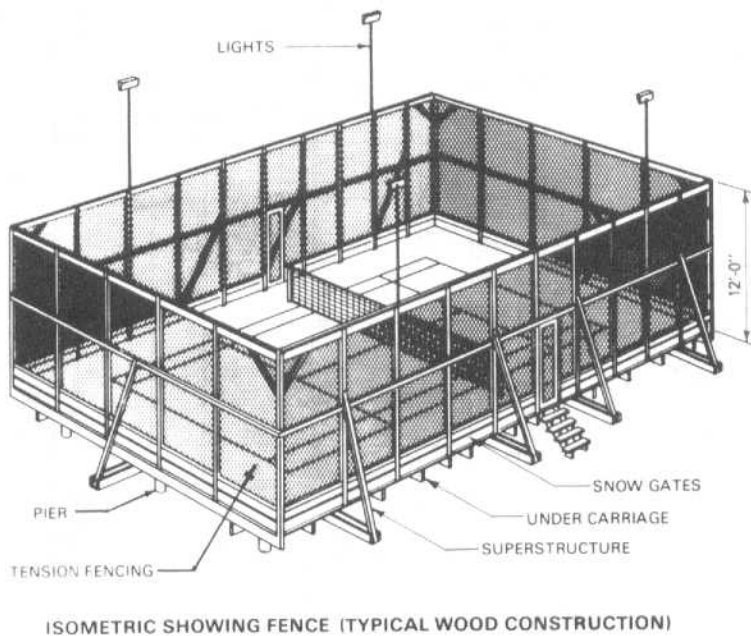 LIGHTS
12'-0"
SNOW GATES
UNDER CARRIAGE
SUPERSTRUCTURE
PIER
TENSION FENCING
ISOMETRIC SHOWING FENCE (TYPICAL WOOD CONSTRUCTION)